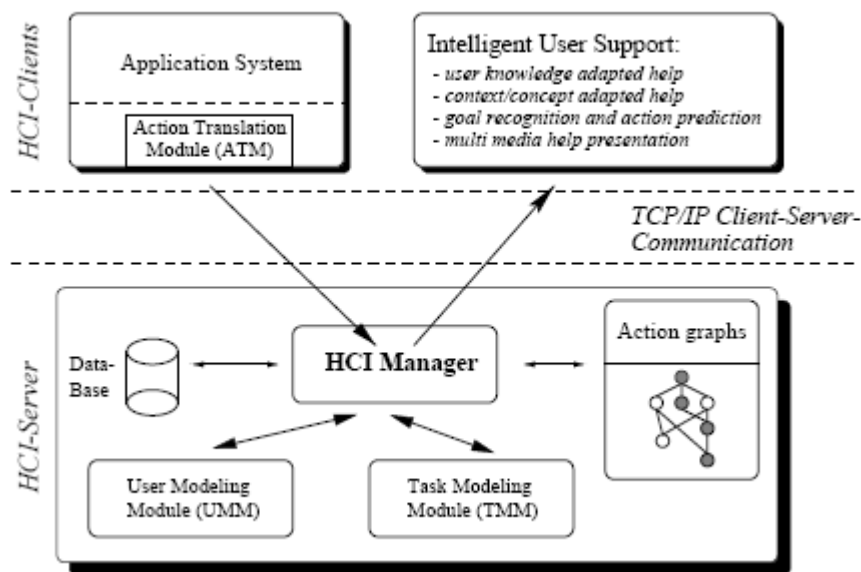 HCI-Clients
Application System
Action Translation
Module (ATM)
Intelligent User Support:
- user knowledge adapted help
- context/concept adapted help
- goal recognition and action prediction
- multi media help presentation
TCP/IP Client-Server-
Communication
HCI-Server
Data-
Base
HCI Manager
Action graphs
User Modeling
Module (UMM)
Task Modeling
Module (TMM)